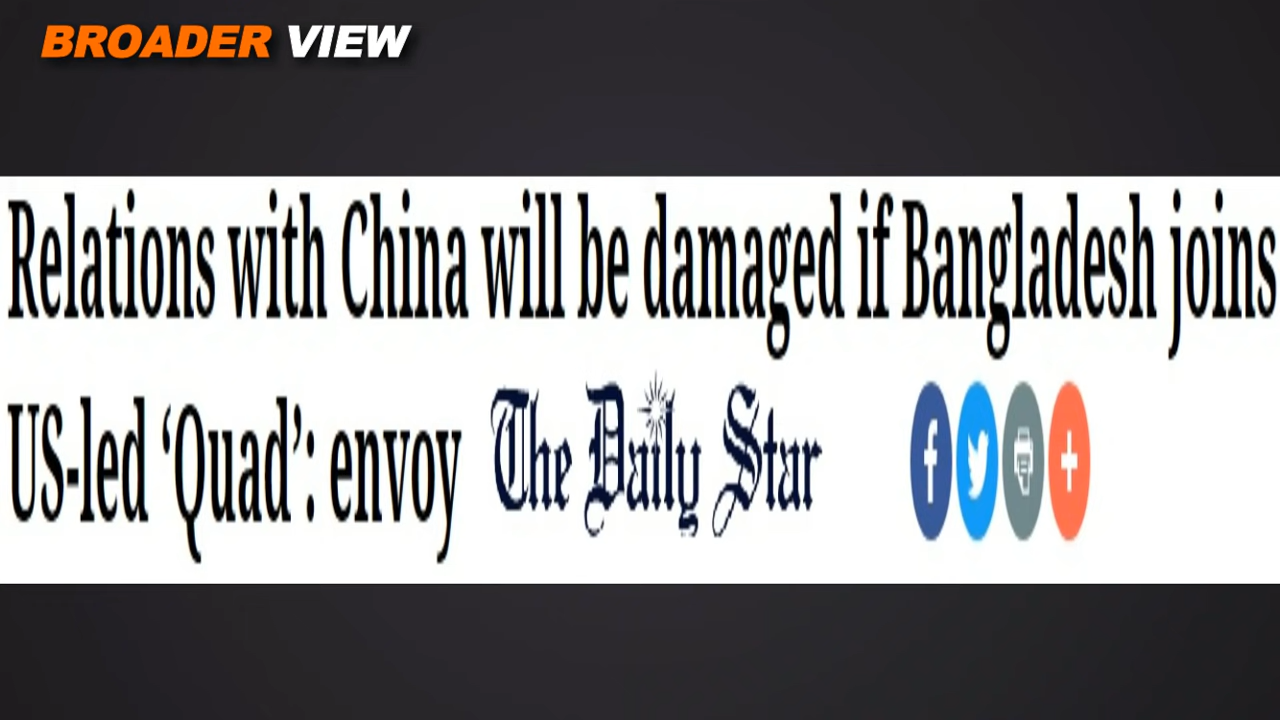 BROADER VIEW
Relations with China will be damaged if Bangladesh joins
US-led ‘Quad’: envoy The Daily Star